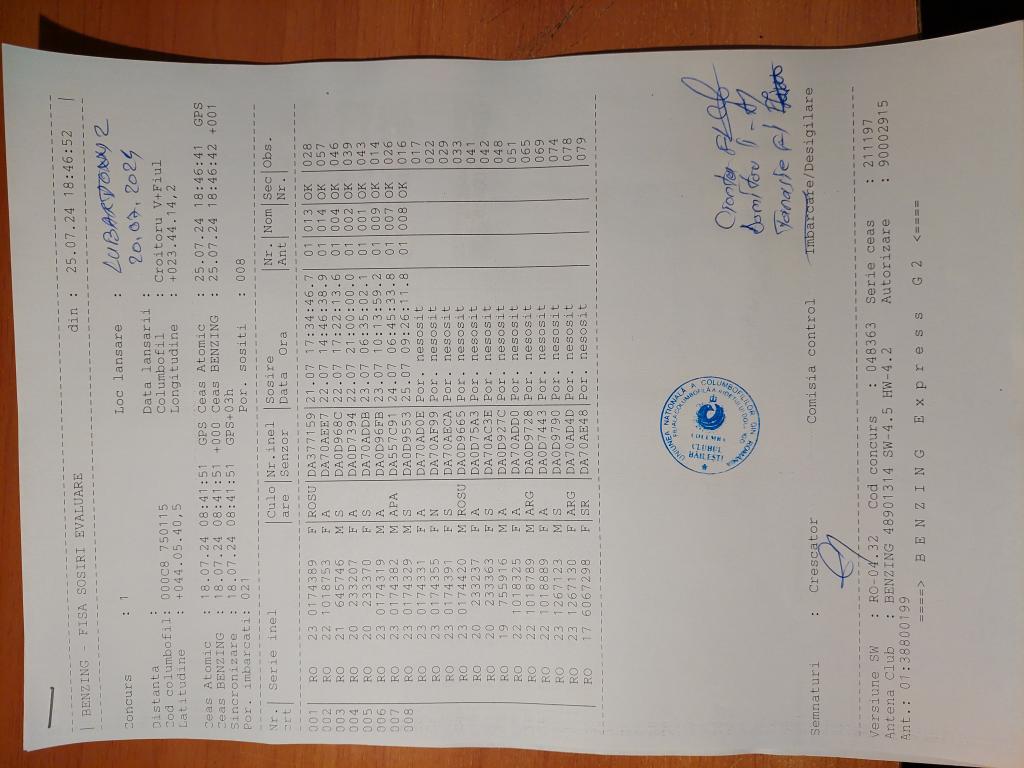 | BENZING - FISA SOSIRI EVALUARE din : 25.07.24 18:46:52 |
Concurs : 1 Loc lansare :
Distanta : Data lansarii : 20.07.2024
Cod columbofil: 000C8 750115 Columbofil : Croitoru V+Fiul
Latitudine : +044.05.40,5 Longitudine : +023.44.14,2
Ceas Atomic : 18.07.24 08:41:51 GPS Ceas Atomic : 25.07.24 18:46:41 GPS
Ceas BENZING : 18.07.24 08:41:51 +000 Ceas BENZING : 25.07.24 18:46:42 +001
Sincronizare : 18.07.24 08:41:51 GPS+03h
Por. imbarcati: 021 Por. sositi : 008
Nr. | Serie inel |Culo|Nr.inel |Sosire |Nr. |Nom|Sec|Obs.
crt | |are |Senzor |Data Ora |Ant | |Nr.|
001 | RO 23 0174389 F |ROSU|DA377159|21.07 17:34:46.7|01 |013|OK |028
002 | RO 22 1018753 F |A |DA70AEE7|22.07 14:46:38.9|01 |014|OK |057
003 | RO 21 645746 M |S |DA0D968C|22.07 17:26:13.6|01 |004|OK |046
004 | RO 20 233207 F |A |DA0D7394|22.07 21:00:00.0|01 |002|OK |039
005 | RO 20 233370 F |S |DA70ADDB|23.07 06:33:02.1|01 |001|OK |043
006 | RO 23 0174319 M |A |DA0D96FB|23.07 10:13:59.2|01 |009|OK |014
007 | RO 23 0174382 M |APA |DA557691|24.07 06:45:33.8|01 |007|OK |026
008 | RO 23 0174329 M |S |DA0D9553|25.07 09:26:11.8|01 |008|OK |016
RO 23 0174331 F |A |DA70AD0B|Por. nesosit | | | |017
RO 23 0174355 F |N |DA0D7F93|Por. nesosit | | | |022
RO 23 0174391 F |S |DA70AECA|Por. nesosit | | | |029
RO 23 0174420 M |ROSU|DA0D9665|Por. nesosit | | | |033
RO 20 233297 F |A |DA0D75A3|Por. nesosit | | | |041
RO 20 233363 F |S |DA70AC3E|Por. nesosit | | | |042
RO 19 755916 M |A |DA0D927C|Por. nesosit | | | |048
RO 22 1018325 F |A |DA70ADD0|Por. nesosit | | | |051
RO 22 1018789 M |ARG |DA0D9728|Por. nesosit | | | |065
RO 22 1018889 F |A |DA0D7443|Por. nesosit | | | |069
RO 23 1267123 M |S |DA0D9790|Por. nesosit | | | |074
RO 23 1267130 F |ARG |DA70AD4D|Por. nesosit | | | |078
RO 17 6067298 F |SR |DA70AE48|Por. nesosit | | | |079
UNIUNEA NATIONALA A COLUMBOFILILOR DIN ROMANIA
COLUMBA
CLUBUL
BĂILEȘTI
Semnaturi : Crescator Comisia control Imbarcare/Desigilare
Versiune SW : RO-04.32 Cod concurs : 048363 Serie ceas : 211197
Antena Club : BENZING 48901314 SW-4.5 HW-4.2 Autorizare : 90002915
Ant.: 01:38800199
====> B E N Z I N G E x p r e s s G 2 <====